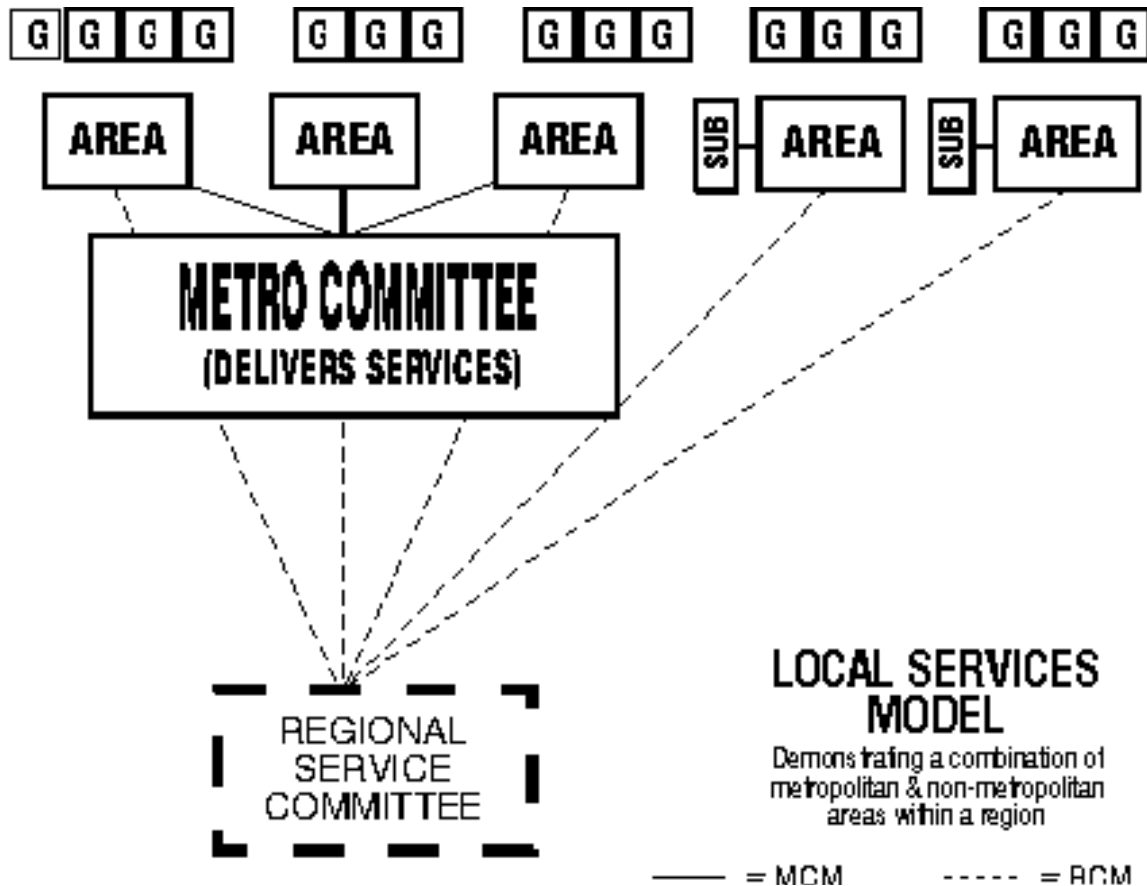 G G G G G G G G G G G G G G G G
AREA AREA AREA SUB AREA SUB AREA
METRO COMMITTEE
(DELIVERS SERVICES)
REGIONAL
SERVICE
COMMITTEE
LOCAL SERVICES
MODEL
Demonstrating a combination of
metropolitan & non-metropolitan
areas within a region
= MCM = RCM